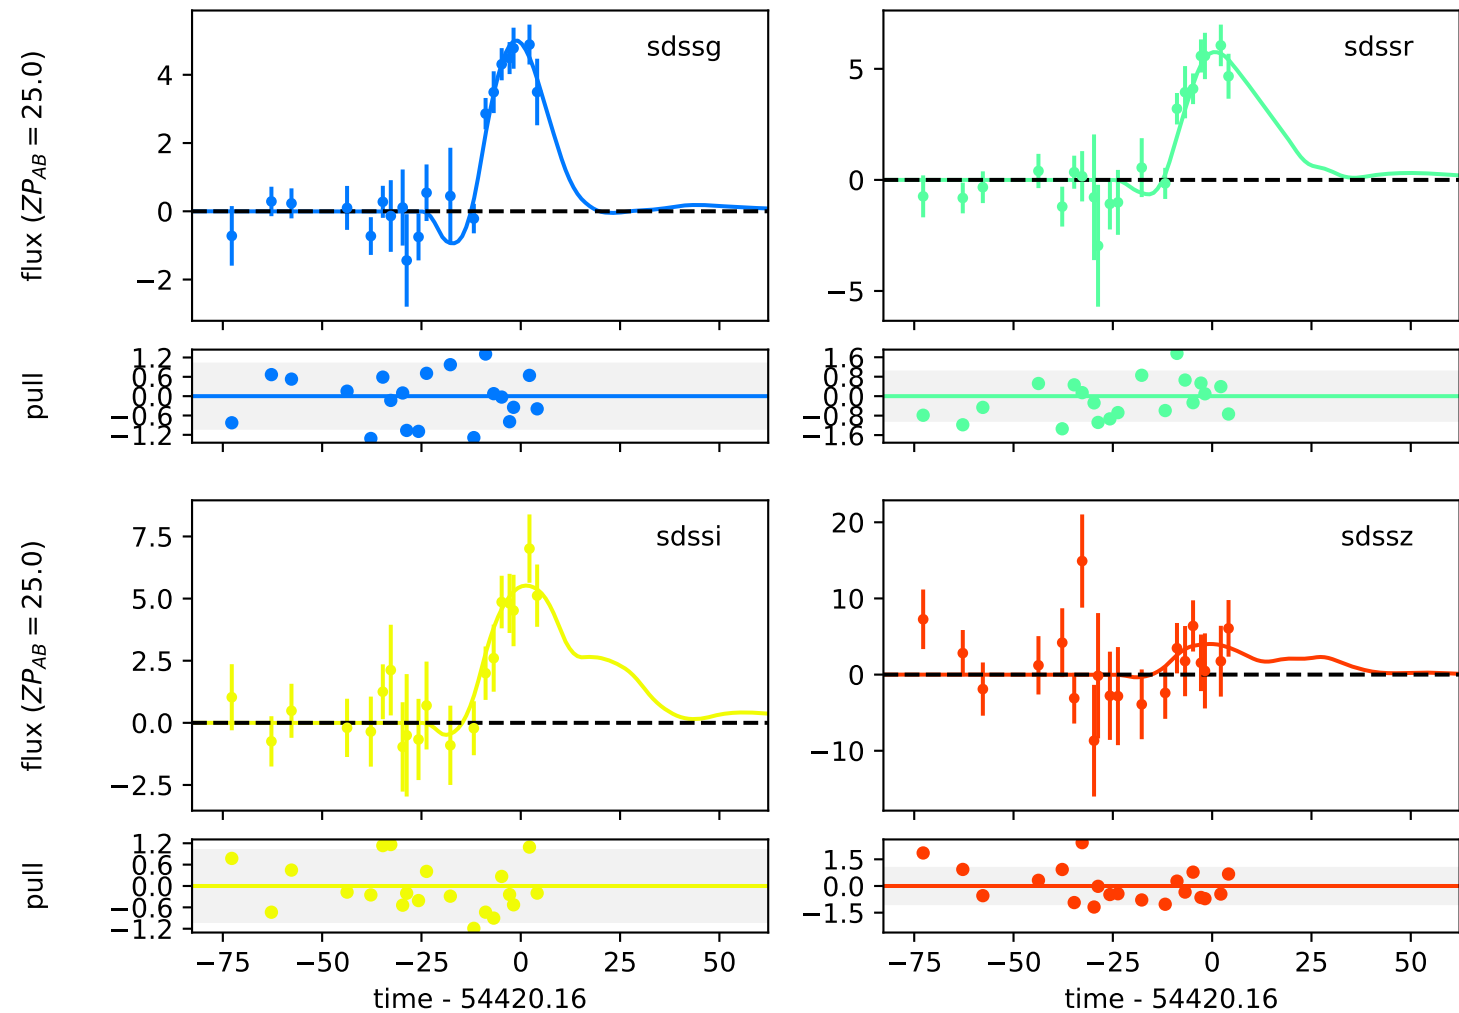 sdssg
flux (ZP_AB = 25.0)
4
2
0
−2
sdssr
5
0
−5
pull
1.2
0.6
0.0
−0.6
−1.2
1.6
0.8
0.0
−0.8
−1.6
sdssi
flux (ZP_AB = 25.0)
7.5
5.0
2.5
0.0
−2.5
sdssz
20
10
0
−10
pull
1.2
0.6
0.0
−0.6
−1.2
1.5
0.0
−1.5
−75 −50 −25 0 25 50
time - 54420.16
−75 −50 −25 0 25 50
time - 54420.16